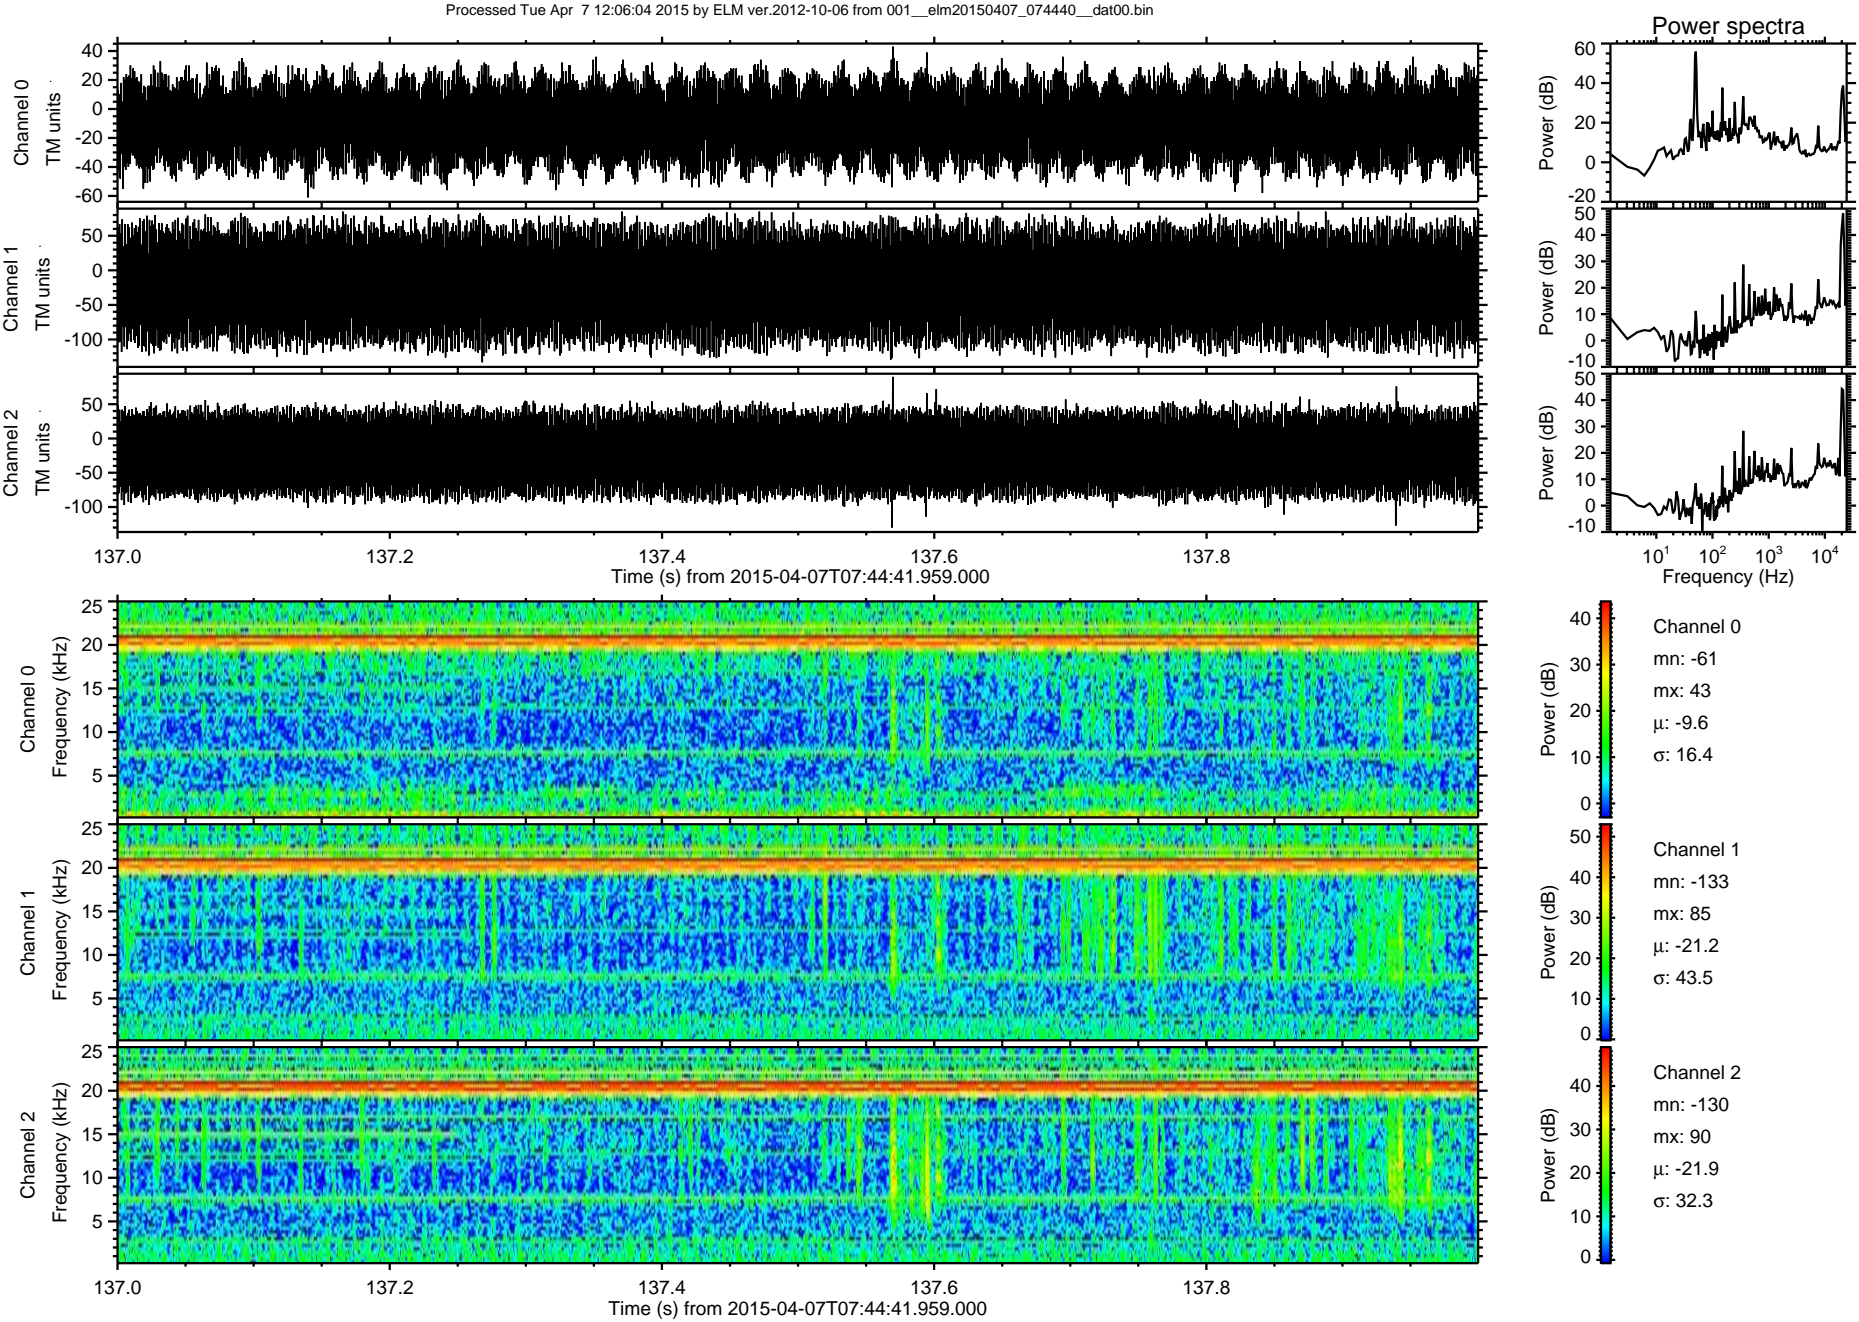 Processed Tue Apr  7 12:06:04 2015 by ELM ver.2012-10-06 from 001__elm20150407_074440__dat00.bin
Power spectra
Channel 0
TM units
40
20
0
-20
-40
-60
Power (dB)
60
40
20
0
-20
Channel 1
TM units
50
0
-50
-100
Power (dB)
50
40
30
20
10
0
-10
Channel 2
TM units
50
0
-50
-100
Power (dB)
50
40
30
20
10
0
-10
137.0 137.2 137.4 137.6 137.8
Time (s) from 2015-04-07T07:44:41.959.000
10¹ 10² 10³ 10⁴
Frequency (Hz)
Channel 0
Frequency (kHz)
25
20
15
10
5
Power (dB)
40
30
20
10
0
Channel 0
mn: -61
mx: 43
µ: -9.6
σ: 16.4
Channel 1
Frequency (kHz)
25
20
15
10
5
Power (dB)
50
40
30
20
10
0
Channel 1
mn: -133
mx: 85
µ: -21.2
σ: 43.5
Channel 2
Frequency (kHz)
25
20
15
10
5
Power (dB)
40
30
20
10
0
Channel 2
mn: -130
mx: 90
µ: -21.9
σ: 32.3
137.0 137.2 137.4 137.6 137.8
Time (s) from 2015-04-07T07:44:41.959.000